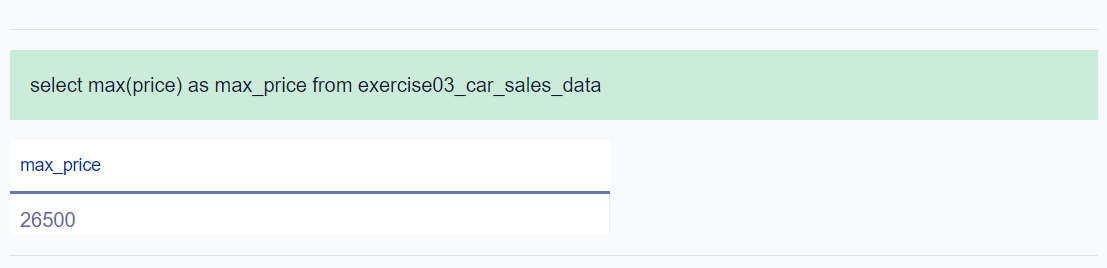 select max(price) as max_price from exercise03_car_sales_data
max_price
26500